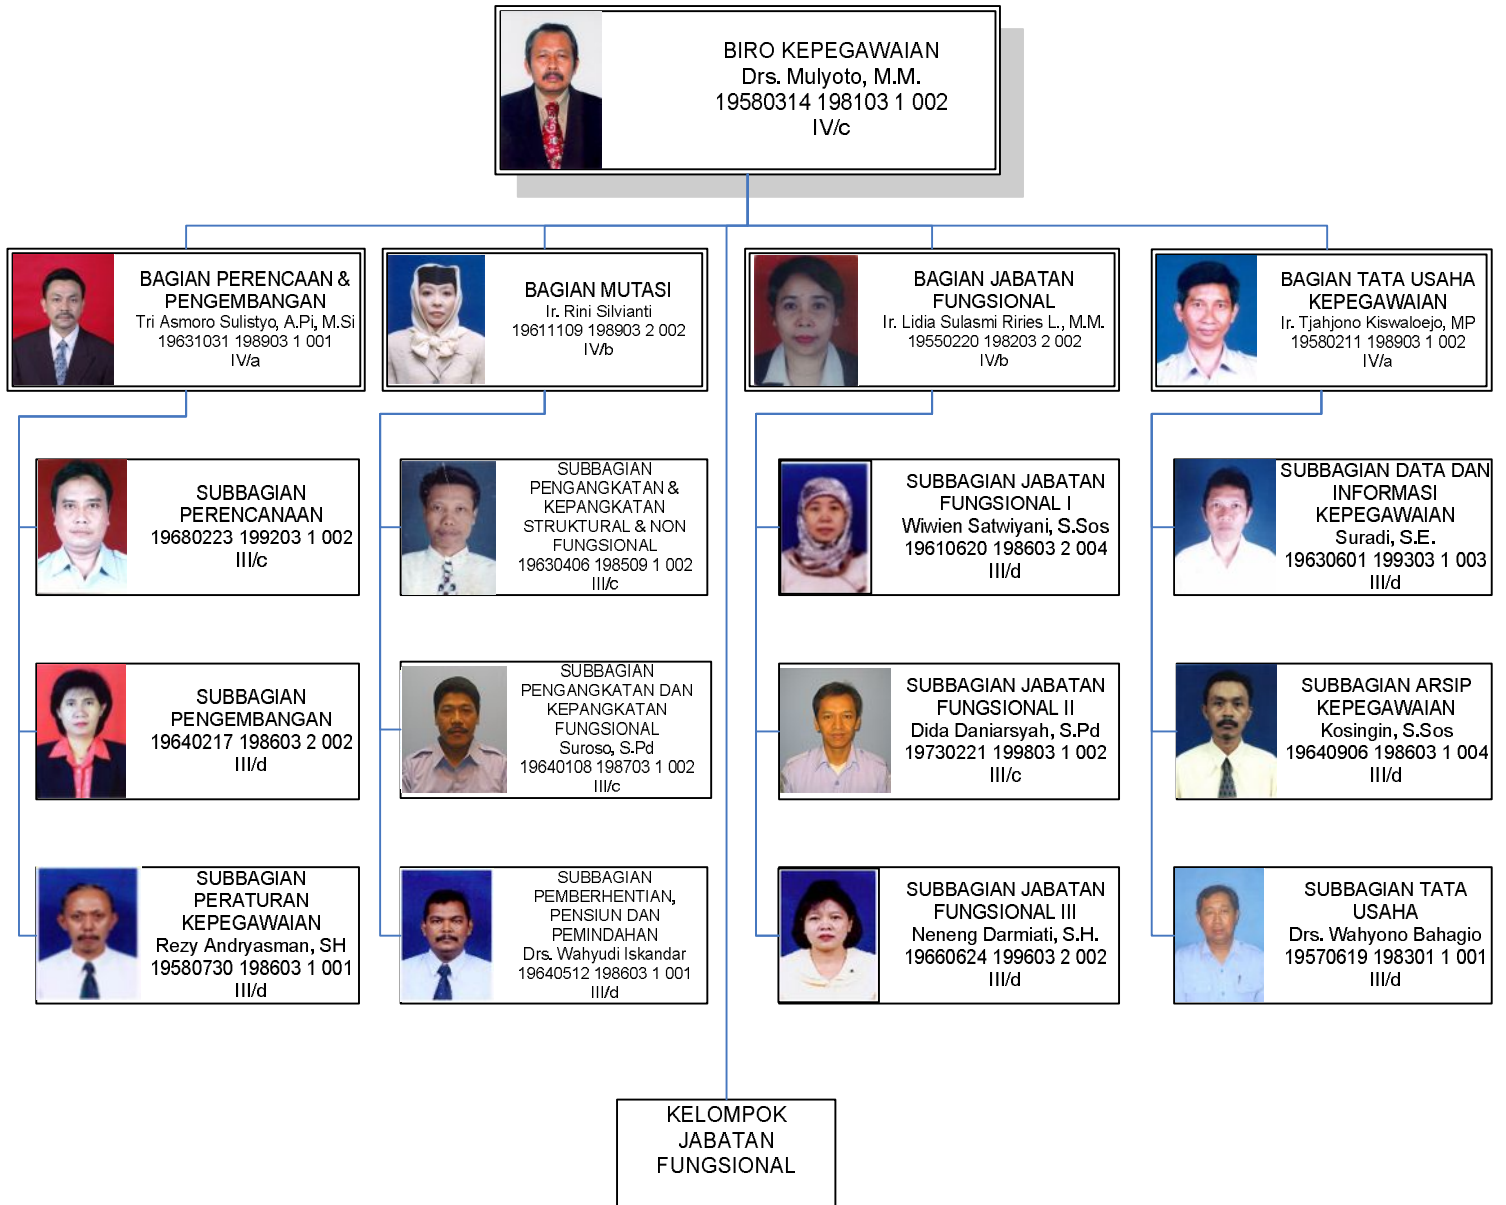 BIRO KEPEGAWAIAN
Drs. Mulyoto, M.M.
19580314 198103 1 002
IV/c
BAGIAN PERENCAAN &
PENGEMBANGAN
Tri Asmoro Sulistyo, A.Pi, M.Si
19631031 198903 1 001
IV/a
BAGIAN MUTASI
Ir. Rini Silvianti
19611109 198903 2 002
IV/b
BAGIAN JABATAN
FUNGSIONAL
Ir. Lidia Sulasmi Riries L., M.M.
19550220 198203 2 002
IV/b
BAGIAN TATA USAHA
KEPEGAWAIAN
Ir. Tjahjono Kiswaloejo, MP
19580211 198903 1 002
IV/a
SUBBAGIAN
PERENCANAAN
19680223 199203 1 002
III/c
SUBBAGIAN
PENGANGKATAN &
KEPANGKATAN
STRUKTURAL & NON
FUNGSIONAL
19630406 198509 1 002
III/c
SUBBAGIAN JABATAN
FUNGSIONAL I
Wiwien Satwiyani, S.Sos
19610620 198603 2 004
III/d
SUBBAGIAN DATA DAN
INFORMASI
KEPEGAWAIAN
Suradi, S.E.
19630601 199303 1 003
III/d
SUBBAGIAN
PENGEMBANGAN
19640217 198603 2 002
III/d
SUBBAGIAN
PENGANGKATAN DAN
KEPANGKATAN
FUNGSIONAL
Suroso, S.Pd
19640108 198703 1 002
III/c
SUBBAGIAN JABATAN
FUNGSIONAL II
Dida Daniarsyah, S.Pd
19730221 199803 1 002
III/c
SUBBAGIAN ARSIP
KEPEGAWAIAN
Kosingin, S.Sos
19640906 198603 1 004
III/d
SUBBAGIAN
PERATURAN
KEPEGAWAIAN
Rezy Andryasman, SH
19580730 198603 1 001
III/d
SUBBAGIAN
PEMBERHENTIAN,
PENSIUN DAN
PEMINDAHAN
Drs. Wahyudi Iskandar
19640512 198603 1 001
III/d
SUBBAGIAN JABATAN
FUNGSIONAL III
Neneng Darmiati, S.H.
19660624 199603 2 002
III/d
SUBBAGIAN TATA
USAHA
Drs. Wahyono Bahagio
19570619 198301 1 001
III/d
KELOMPOK
JABATAN
FUNGSIONAL